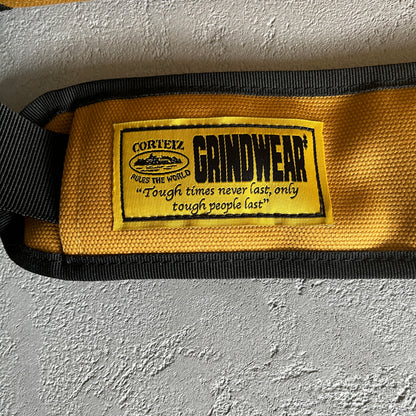 CORTEIZ
RULES THE WORLD
GRINDWEAR‡
"Tough times never last, only
tough people last"